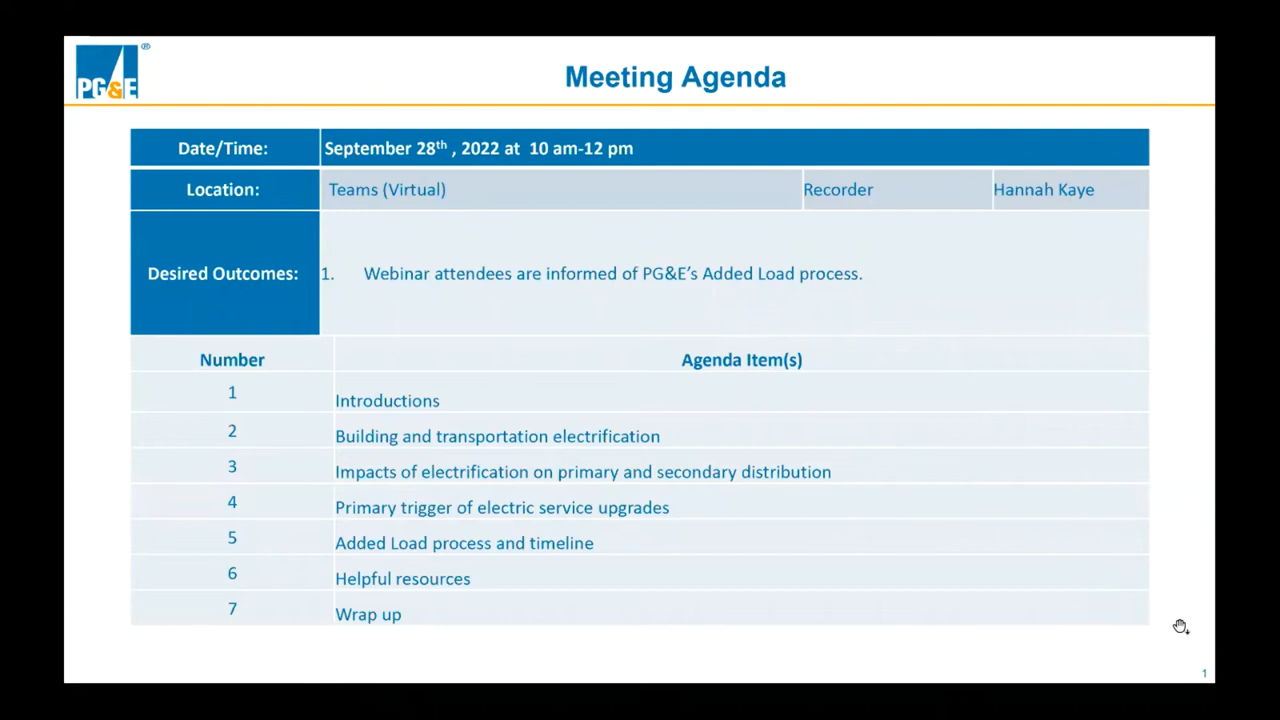 PG&E®
Meeting Agenda
Date/Time: September 28th , 2022 at 10 am-12 pm
Location: Teams (Virtual) Recorder Hannah Kaye
Desired Outcomes: 1. Webinar attendees are informed of PG&E’s Added Load process.
Number Agenda Item(s)
1 Introductions
2 Building and transportation electrification
3 Impacts of electrification on primary and secondary distribution
4 Primary trigger of electric service upgrades
5 Added Load process and timeline
6 Helpful resources
7 Wrap up
1